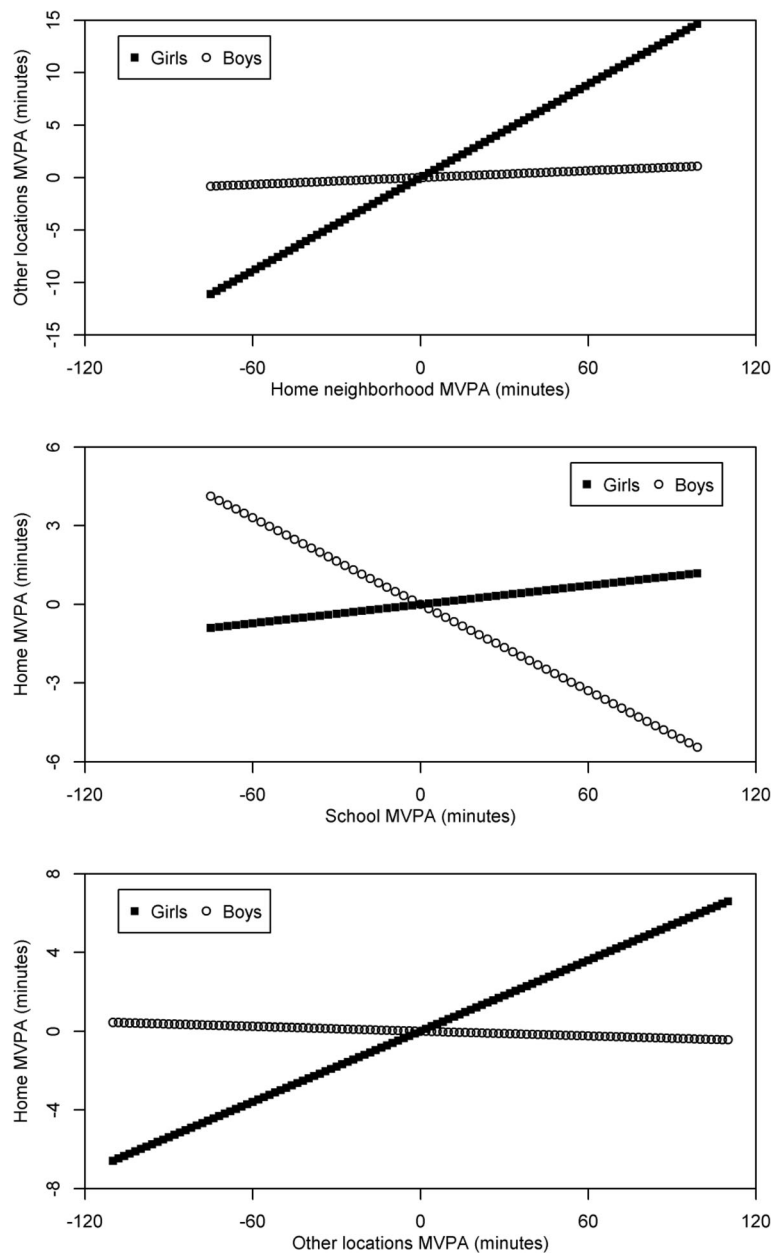 Girls Boys
Other locations MVPA (minutes)
15
10
5
0
-5
-10
-15
-120 -60 0 60 120
Home neighborhood MVPA (minutes)
Girls Boys
Home MVPA (minutes)
6
3
0
-3
-6
-120 -60 0 60 120
School MVPA (minutes)
Girls Boys
Home MVPA (minutes)
8
4
0
-4
-8
-120 -60 0 60 120
Other locations MVPA (minutes)